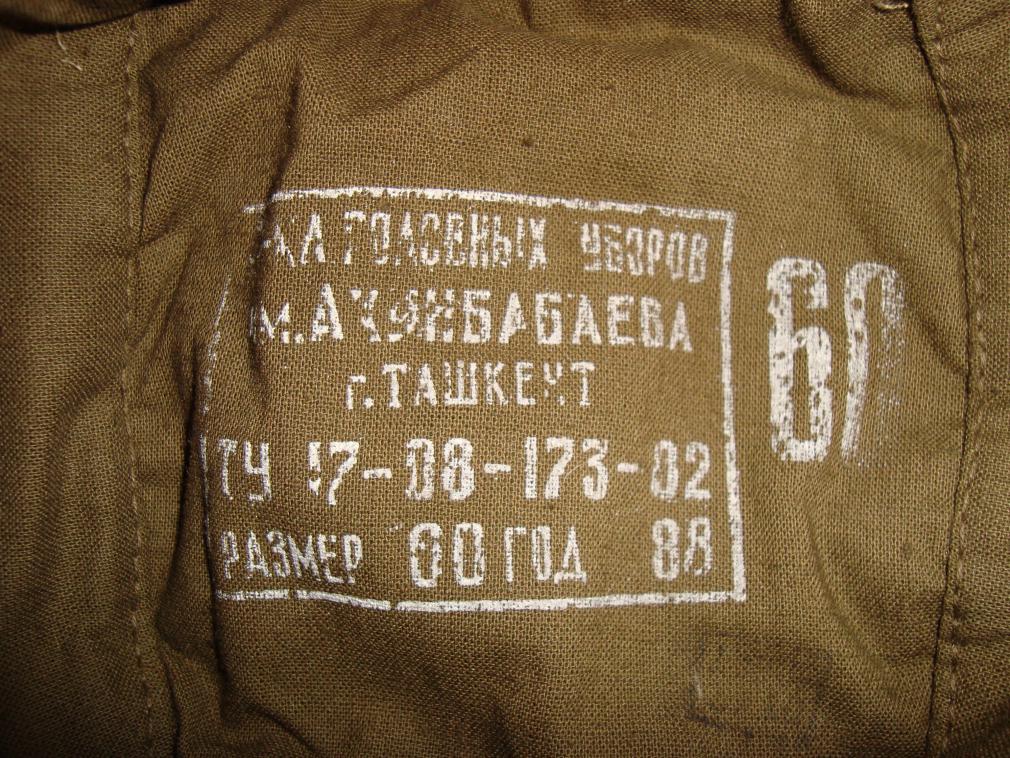 ГОЛОВНЫХ УБОРОВ
АХУНБАБАЕВА
60
г.ТАШКЕНТ
ТУ 17-08-173-82
РАЗМЕР 60 ГОД 88